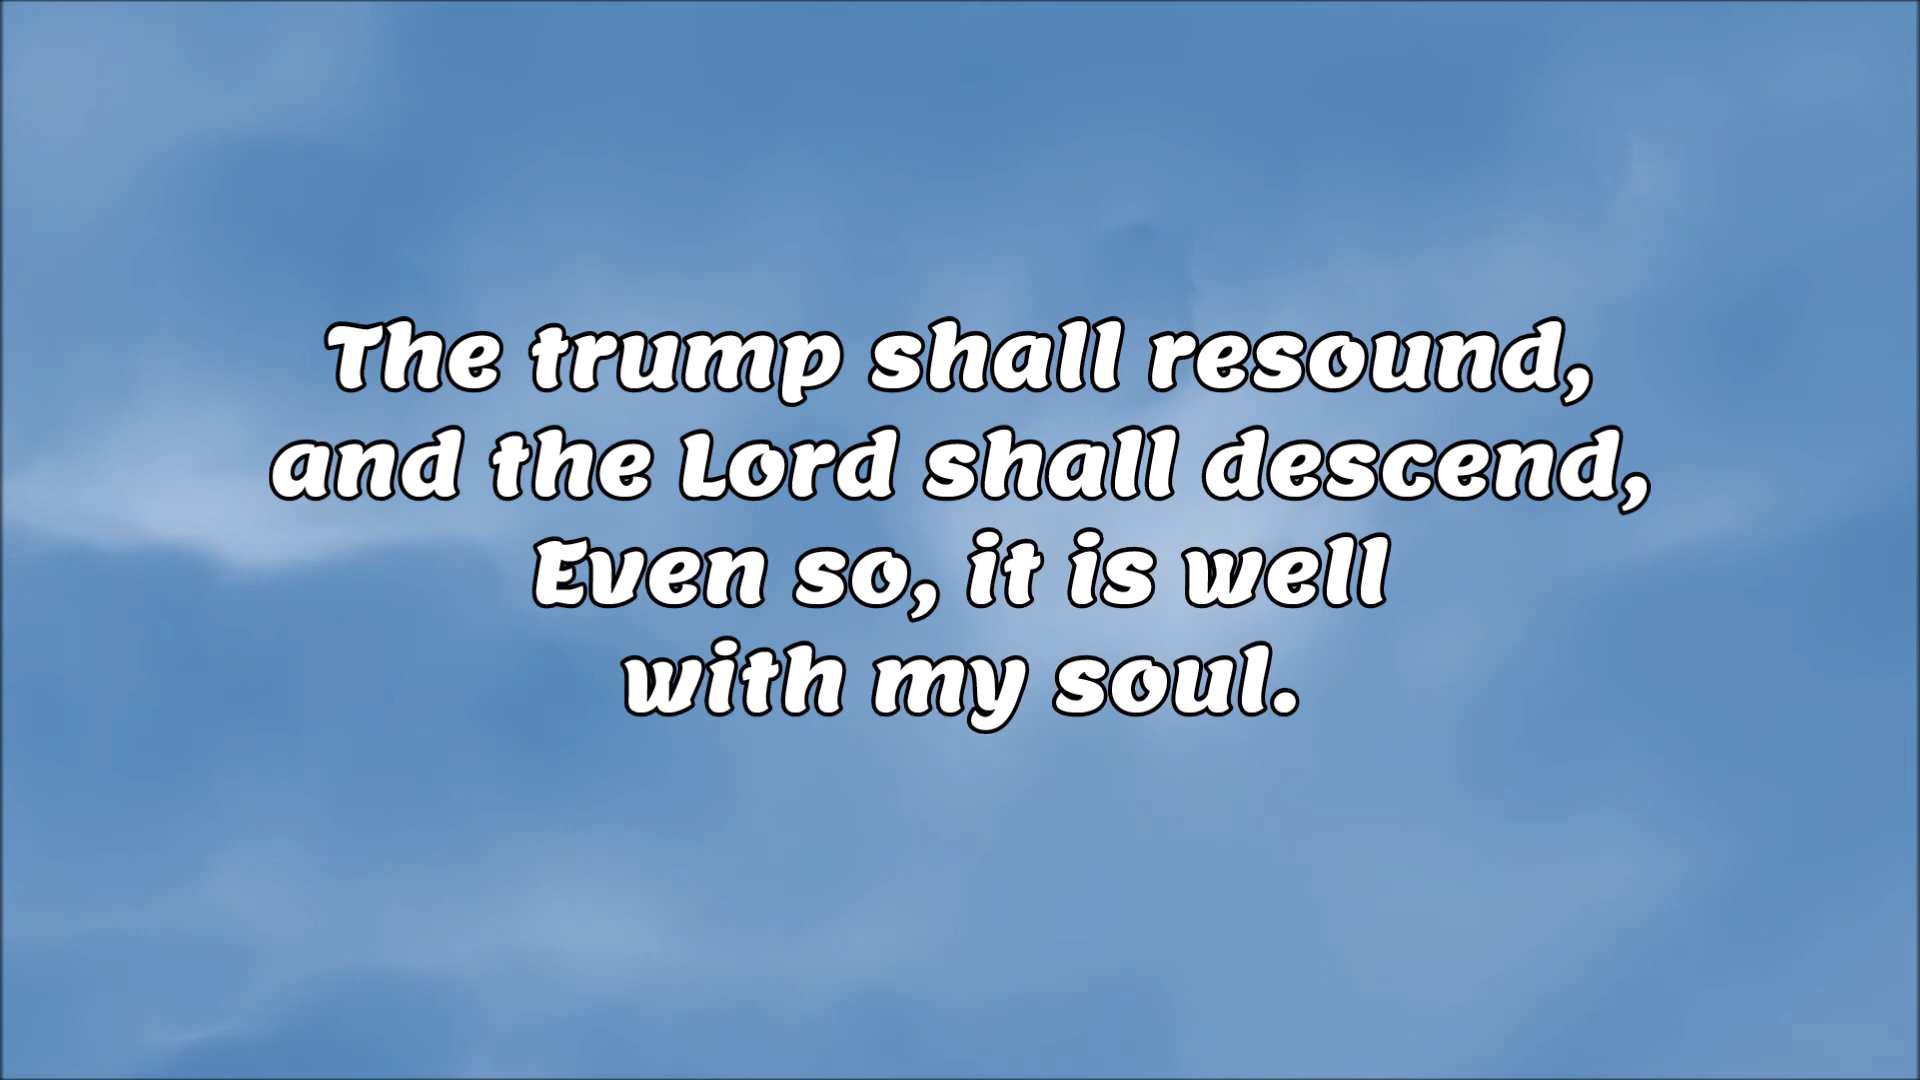 The trump shall resound,
and the Lord shall descend,
Even so, it is well
with my soul.